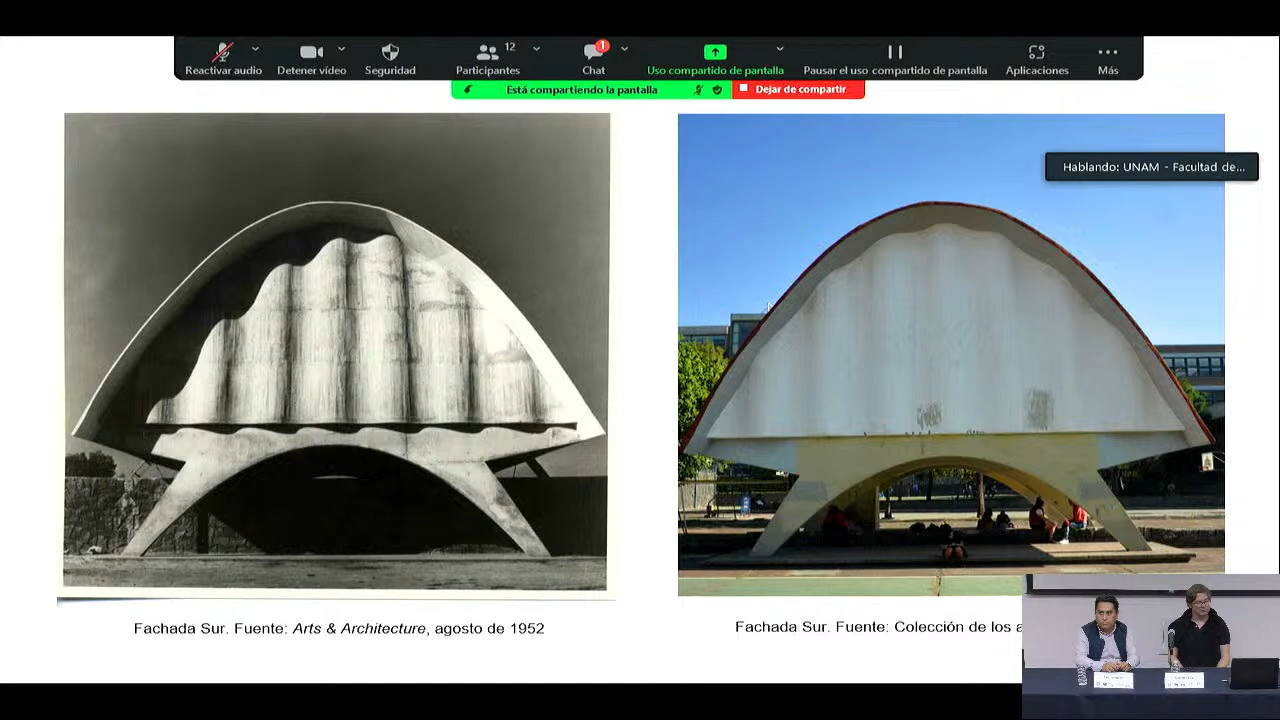 Reactivar audio
Detener vídeo
Seguridad
12
Participantes
1
Chat
Uso compartido de pantalla
Pausar el uso compartido de pantalla
Aplicaciones
Más
Está compartiendo la pantalla
Dejar de compartir
Hablando: UNAM - Facultad de...
Fachada Sur. Fuente: Arts & Architecture, agosto de 1952
Fachada Sur. Fuente: Colección de los a